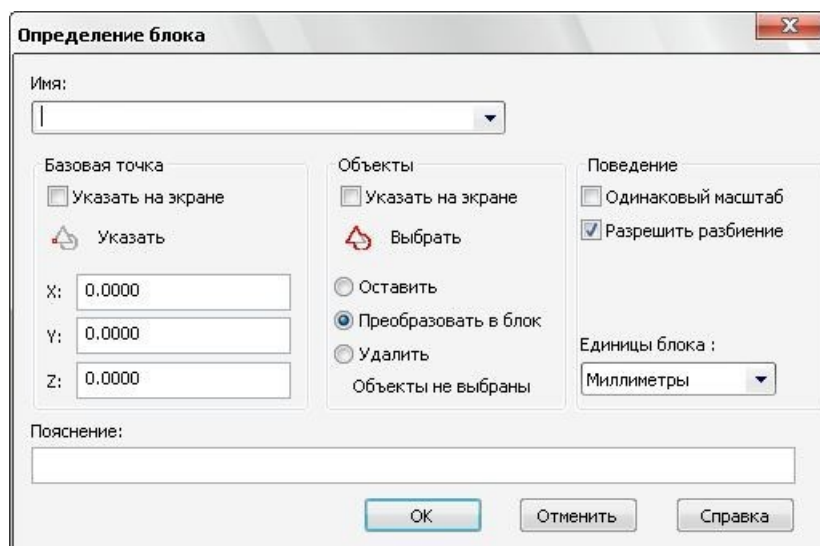 Определение блока
Имя:
Базовая точка
Указать на экране
Указать
X: 0.0000
Y: 0.0000
Z: 0.0000
Объекты
Указать на экране
Выбрать
Оставить
Преобразовать в блок
Удалить
Объекты не выбраны
Поведение
Одинаковый масштаб
Разрешить разбиение
Единицы блока :
Миллиметры
Пояснение:
OK
Отменить
Справка